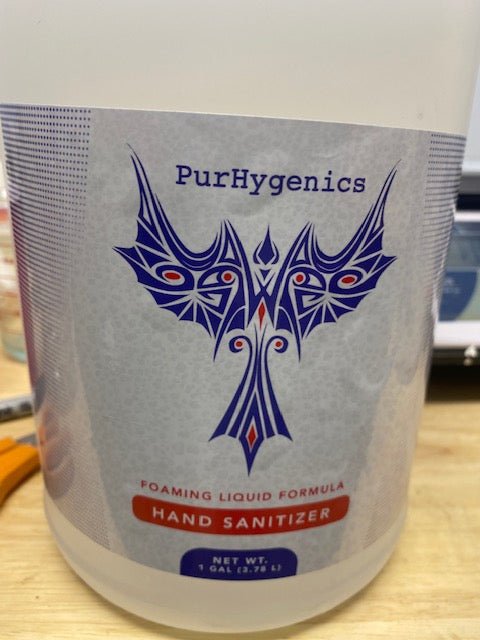 PurHygenics
FOAMING LIQUID FORMULA
HAND SANITIZER
NET WT.
1 GAL (3.78 L)